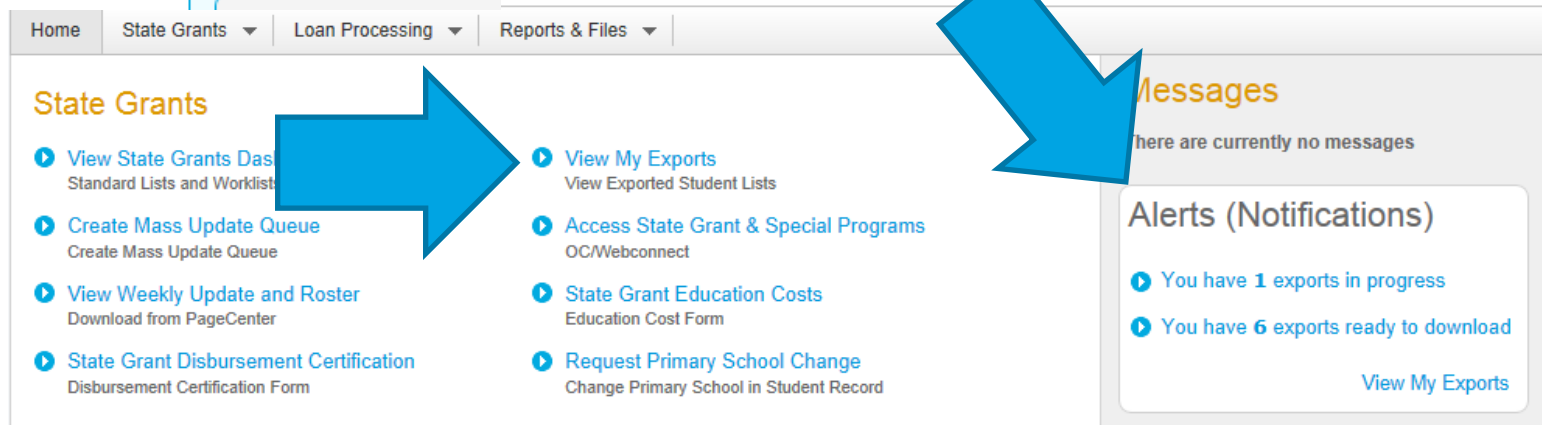 Home State Grants Loan Processing Reports & Files
State Grants
View State Grants
Standard Lists and Worklists
Create Mass Update Queue
Create Mass Update Queue
View Weekly Update and Roster
Download from PageCenter
State Grant Disbursement Certification
Disbursement Certification Form
View My Exports
View Exported Student Lists
Access State Grant & Special Programs
OC/Webconnect
State Grant Education Costs
Education Cost Form
Request Primary School Change
Change Primary School in Student Record
Messages
There are currently no messages
Alerts (Notifications)
You have 1 exports in progress
You have 6 exports ready to download
View My Exports